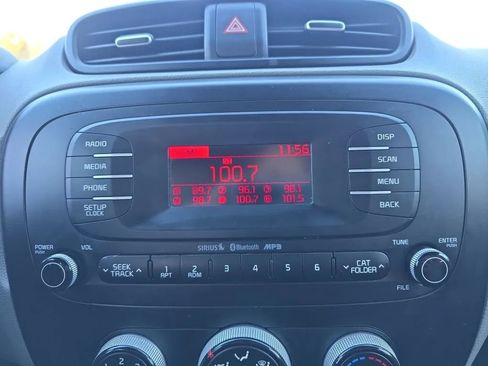 RADIO
MEDIA
PHONE
SETUP
CLOCK
11:56
100.7
89.7 96.1 98.1
98.7 100.7 101.5
DISP
SCAN
MENU
BACK
POWER
PUSH
VOL
SIRIUS Bluetooth MP3
TUNE
ENTER
PUSH
SEEK
TRACK
1
RPT
2
RDM
3
4
5
6
CAT
FOLDER
FILE
2